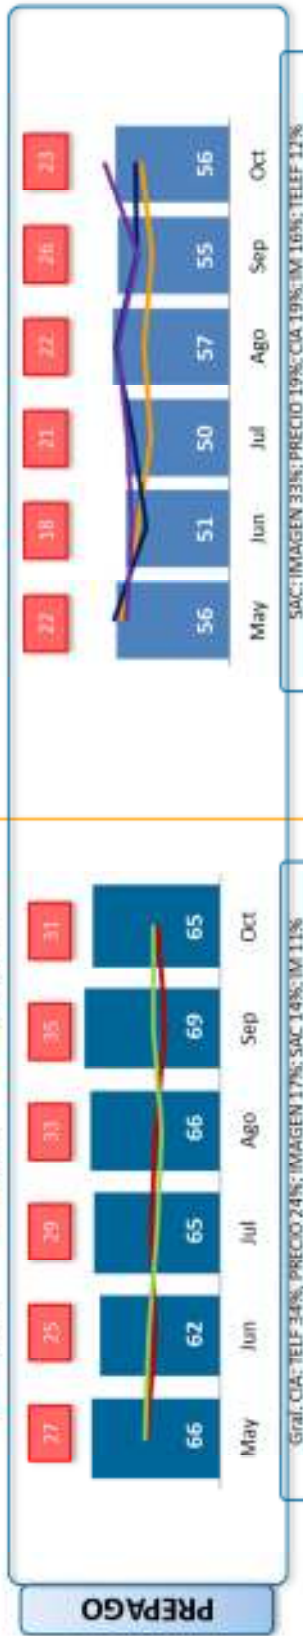 PREPAGO
27 25 29 33 35 31
66 62 65 66 69 65
May Jun Jul Ago Sep Oct
Gral. CIA: TELF 34%, PRECIO 24%; IMAGEN 17%; SAC 14%; IM 11%
22 18 21 22 26 23
56 51 50 57 55 56
May Jun Jul Ago Sep Oct
SAC: IMAGEN 33%; PRECIO 19%; CIA 19%; IM 16%; TELEF 12%